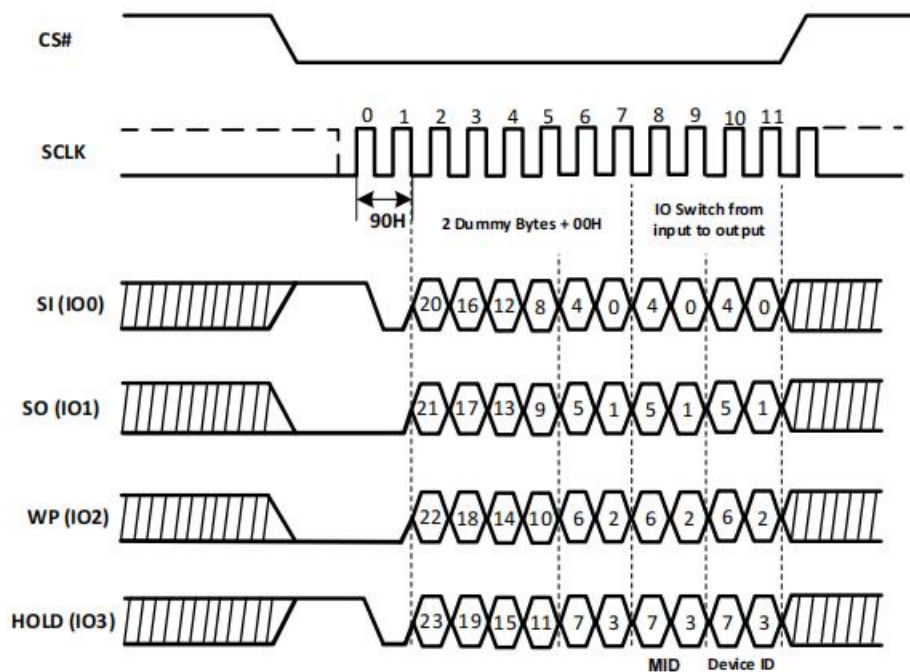 CS#
0 1 2 3 4 5 6 7 8 9 10 11
SCLK
90H
2 Dummy Bytes + 00H
IO Switch from
input to output
SI (IO0)
20 16 12 8 4 0 4 0 4 0
SO (IO1)
21 17 13 9 5 1 5 1 5 1
WP (IO2)
22 18 14 10 6 2 6 2 6 2
HOLD (IO3)
23 19 15 11 7 3 7 3 7 3
MID
Device ID